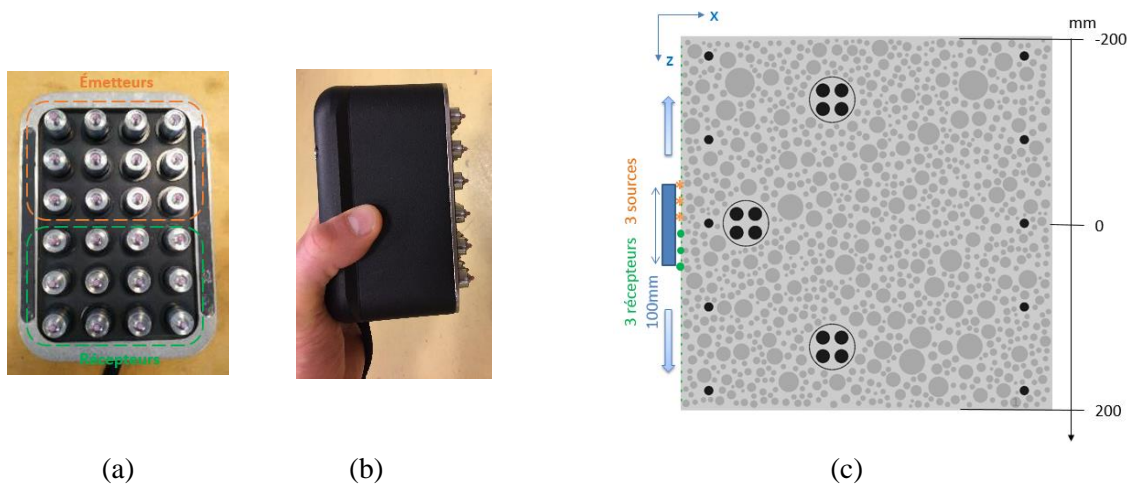 Émetteurs
Récepteurs
X
Z
mm
-200
0
200
3 sources
3 récepteurs
100mm
(a)
(b)
(c)